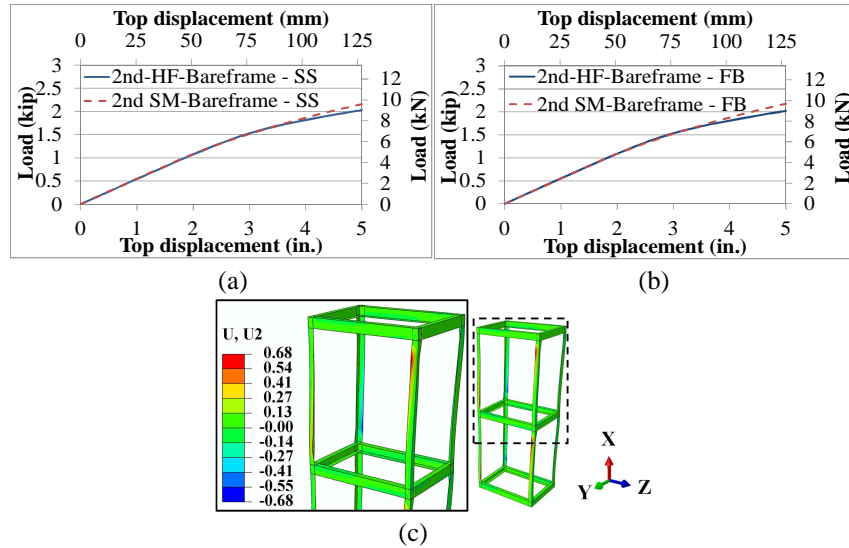 Top displacement (mm)
0 25 50 75 100 125
3
2.5
2
1.5
1
0.5
0
Load (kip)
2nd-HF-Bareframe - SS
2nd SM-Bareframe - SS
12
10
8
6
4
2
0
Load (kN)
0 1 2 3 4 5
Top displacement (in.)
(a)
Top displacement (mm)
0 25 50 75 100 125
3
2.5
2
1.5
1
0.5
0
Load (kip)
2nd-HF-Bareframe - FB
2nd SM-Bareframe - FB
12
10
8
6
4
2
0
Load (kN)
0 1 2 3 4 5
Top displacement (in.)
(b)
U, U2
0.68
0.54
0.41
0.27
0.13
-0.00
-0.14
-0.27
-0.41
-0.55
-0.68
X
Y
Z
(c)